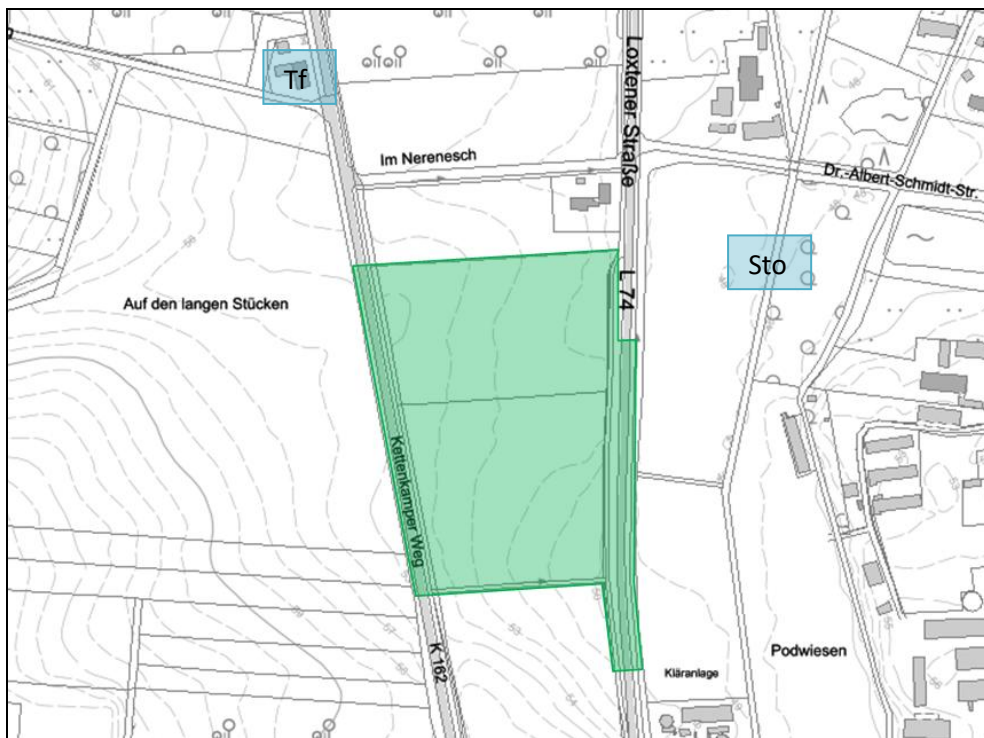 Tf
Loxtener Straße
Im Nerenesch
Dr.-Albert-Schmidt-Str.
Sto
L 74
Auf den langen Stücken
Kettenkamper Weg
K 162
Podwiesen
Kläranlage